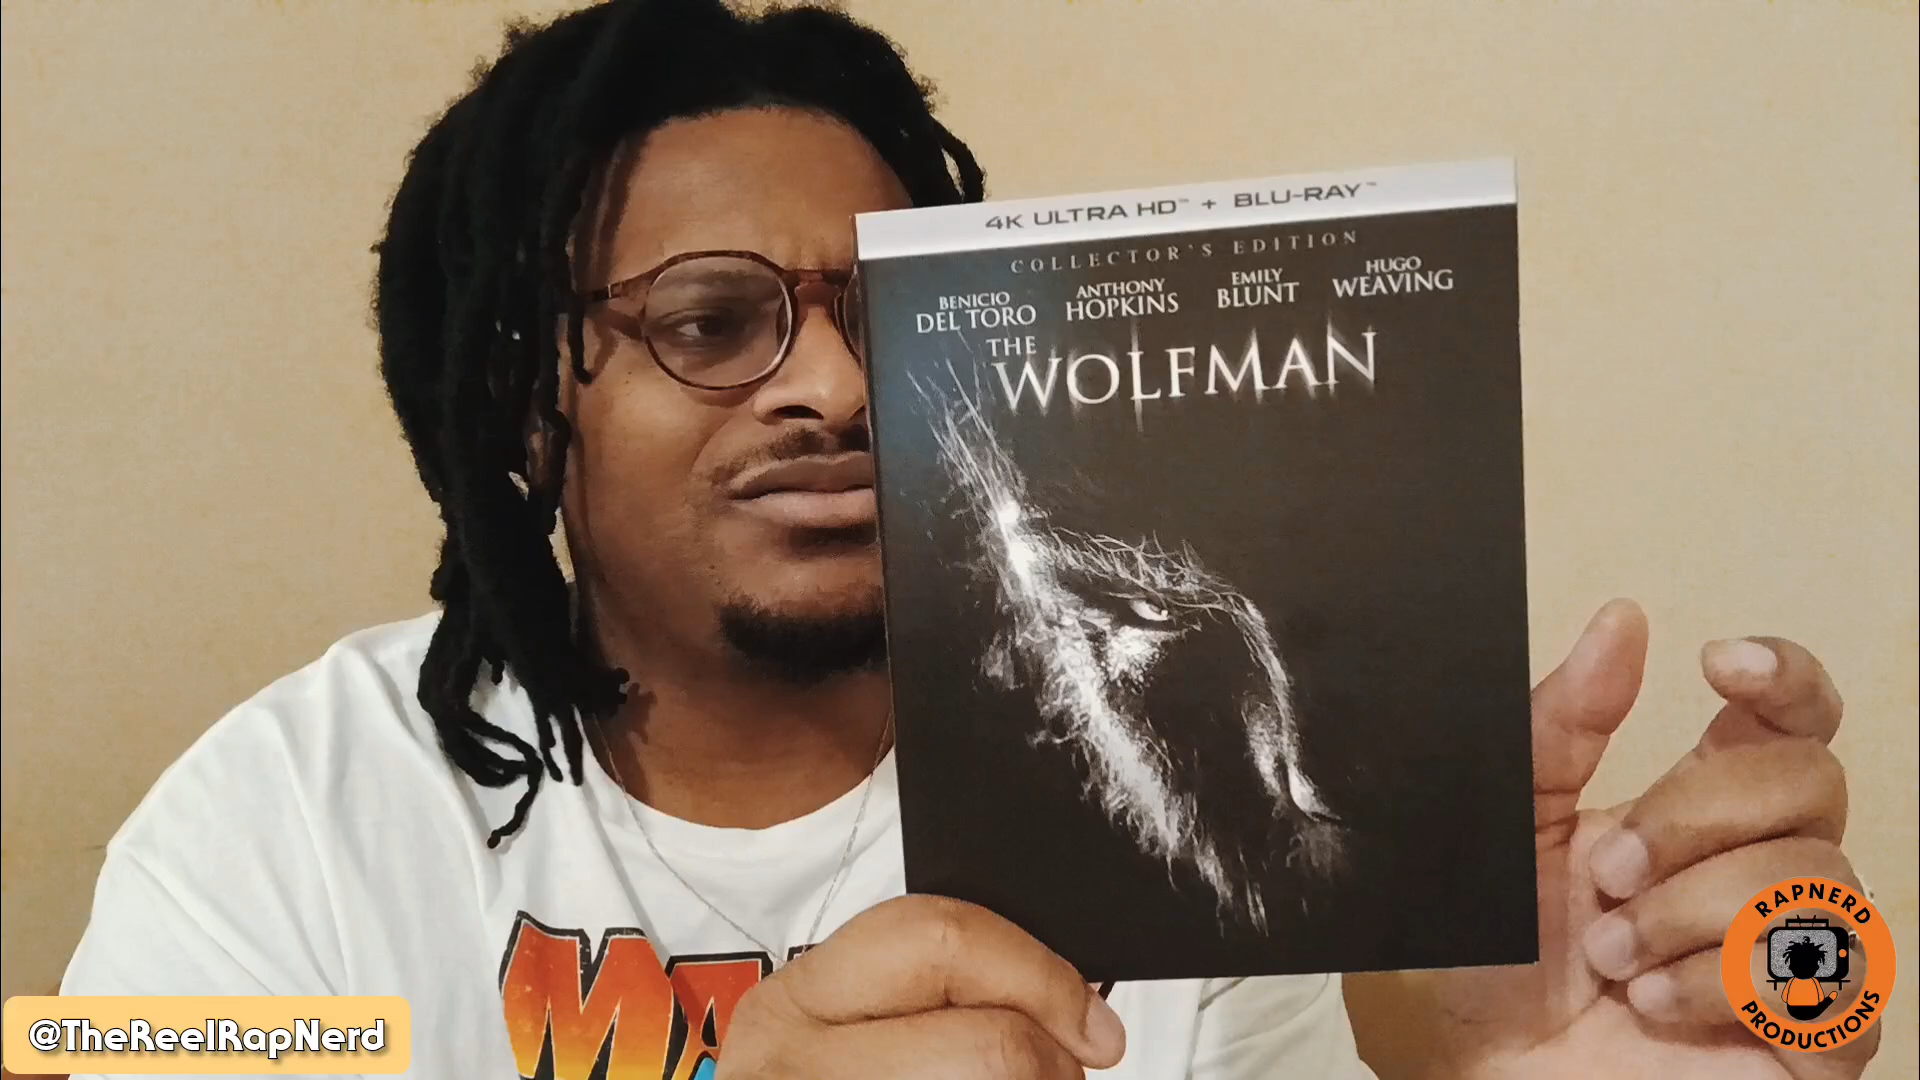 4K ULTRA HD™ + BLU-RAY™
COLLECTOR'S EDITION
BENICIO
DEL TORO
ANTHONY
HOPKINS
EMILY
BLUNT
HUGO
WEAVING
THE
WOLFMAN
@TheReelRapNerd
RAPNERD
PRODUCTIONS